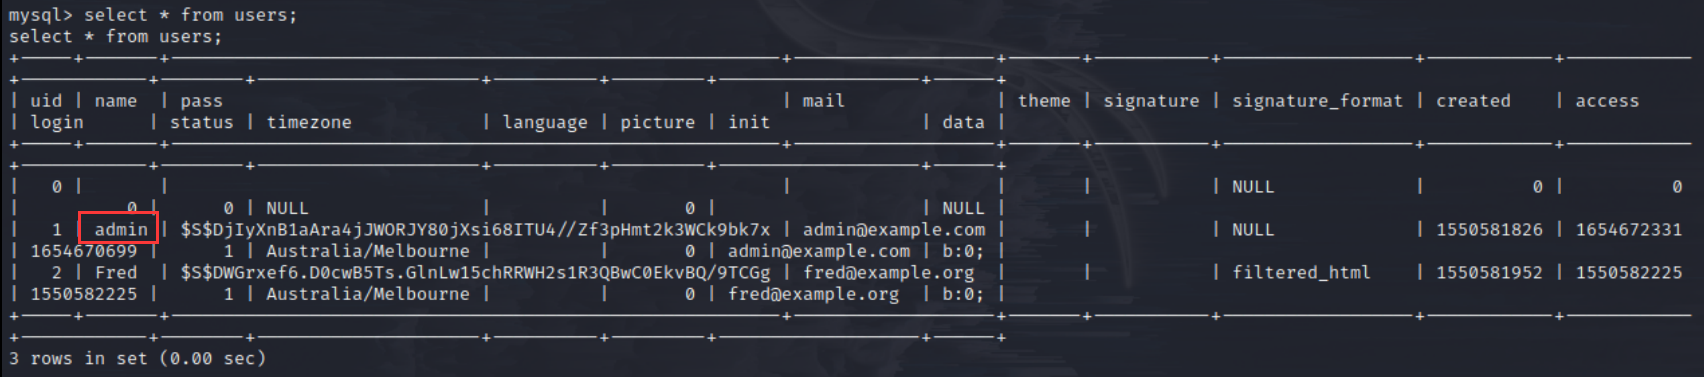 mysql> select * from users;
select * from users;
+-----+-------+---------------------------------------------------------+-------------------+-------+-----------+------------------+------------+------------
+------------+--------+---------------------+----------+---------+-------------------+------+
| uid | name | pass | mail | theme | signature | signature_format | created | access
| login | status | timezone | language | picture | init | data |
+-----+-------+---------------------------------------------------------+-------------------+-------+-----------+------------------+------------+------------
+------------+--------+---------------------+----------+---------+-------------------+------+
| 0 | | | | | | NULL | 0 | 0
| 0 | 0 | NULL | | 0 | | NULL |
| 1 | admin | $S$DjIyXnB1aAra4jJWORJY80jXsi68ITU4//Zf3pHmt2k3WCk9bk7x | admin@example.com | | | NULL | 1550581826 | 1654672331
| 1654670699 | 1 | Australia/Melbourne | | 0 | admin@example.com | b:0; |
| 2 | Fred | $S$DWGrxef6.D0cwB5Ts.GlnLw15chRRWH2s1R3QBwC0EkvBQ/9TCGg | fred@example.org | | | filtered_html | 1550581952 | 1550582225
| 1550582225 | 1 | Australia/Melbourne | | 0 | fred@example.org | b:0; |
+-----+-------+---------------------------------------------------------+-------------------+-------+-----------+------------------+------------+------------
+------------+--------+---------------------+----------+---------+-------------------+------+
3 rows in set (0.00 sec)